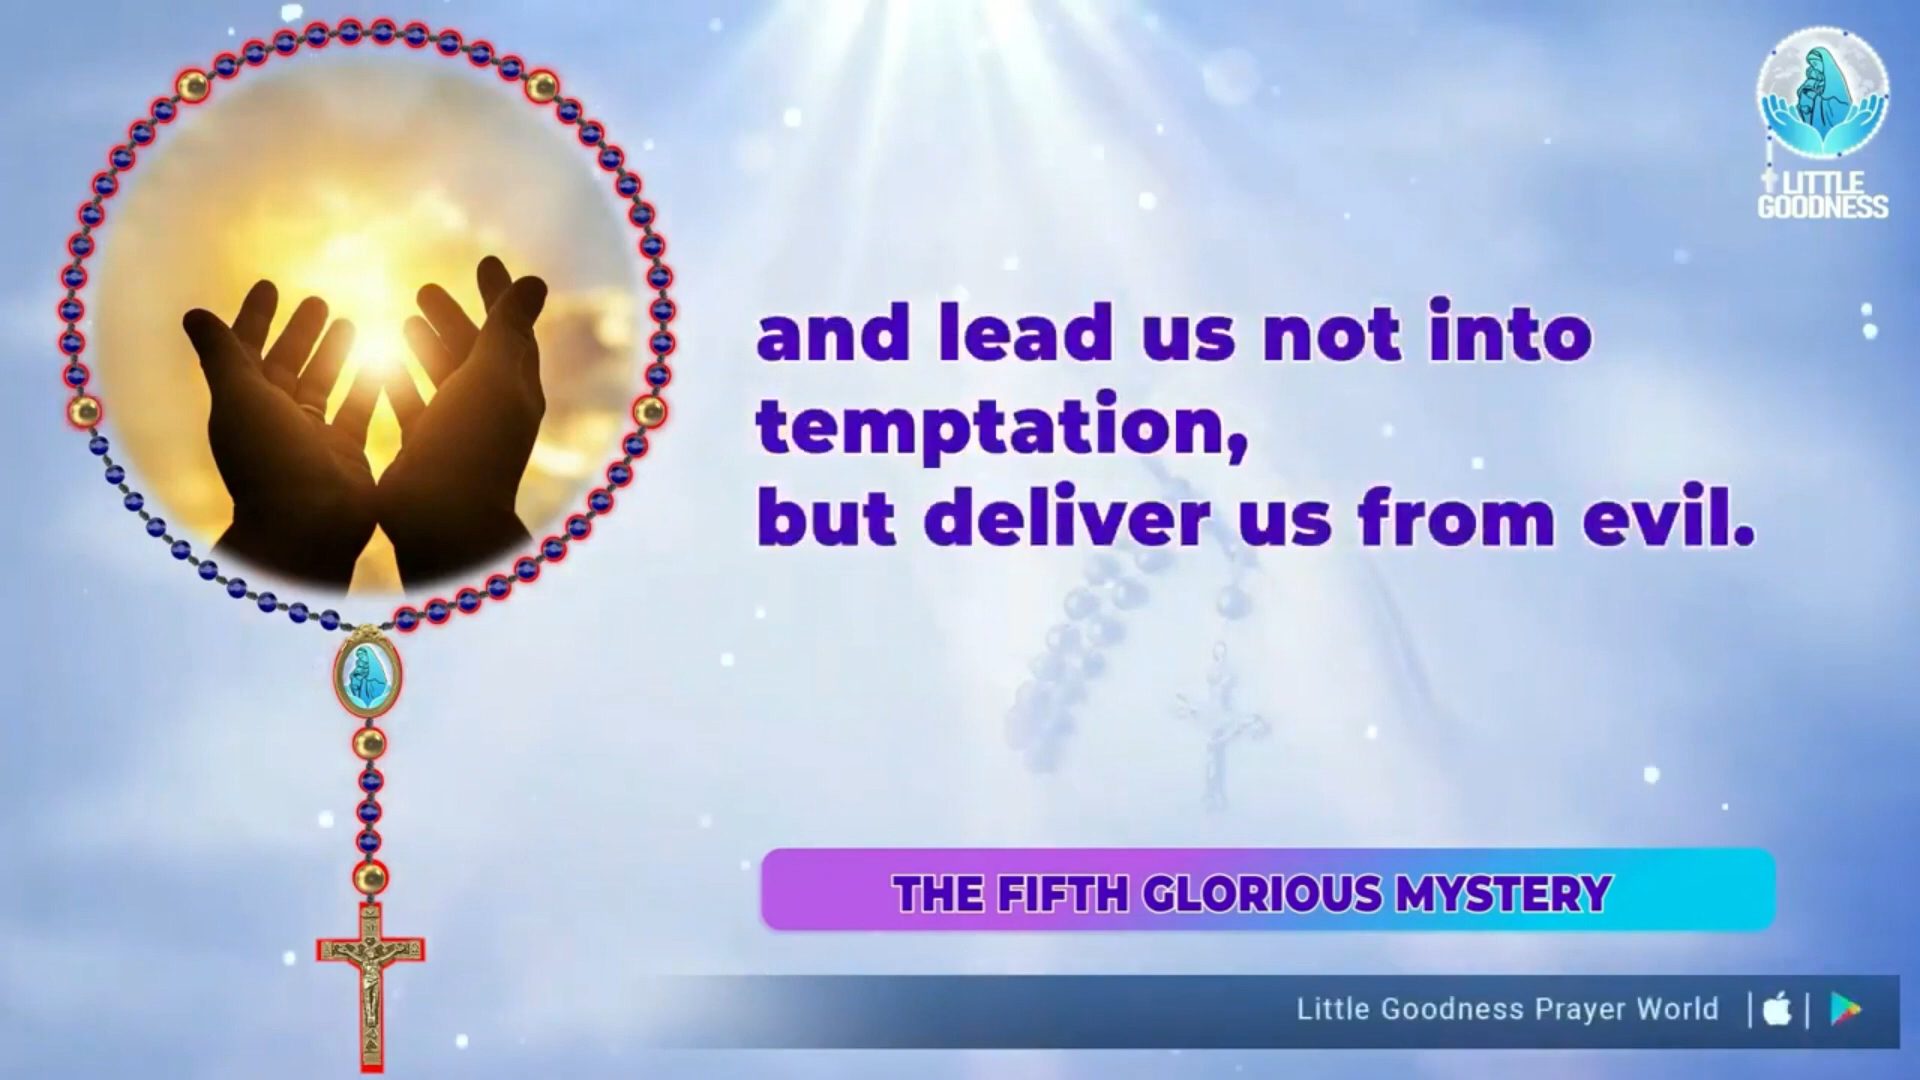 LITTLE
GOODNESS
and lead us not into
temptation,
but deliver us from evil.
THE FIFTH GLORIOUS MYSTERY
Little Goodness Prayer World